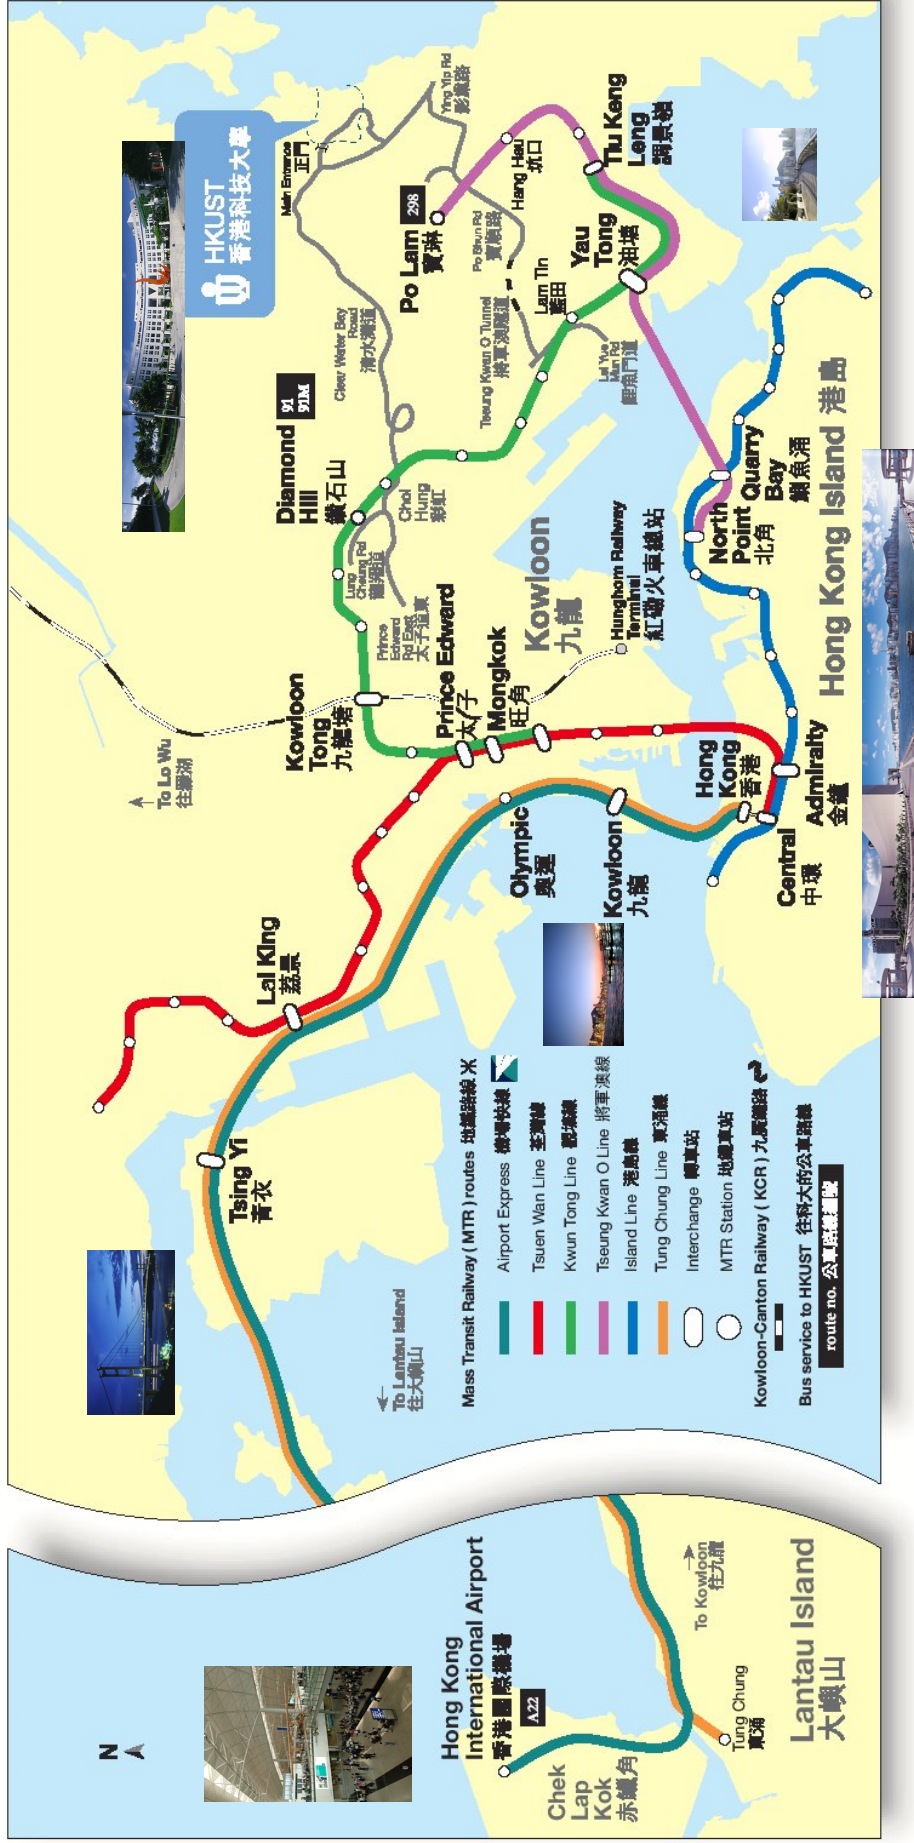 N
Hong Kong
International Airport
香港國際機場
A22
Chek
Lap
Kok
赤鱲角
Tung Chung
東涌
To Kowloon
往九龍
Lantau Island
大嶼山
To Lantau Island
往大嶼山
Mass Transit Railway ( MTR ) routes 地鐵路線
Airport Express 機場快線
Tsuen Wan Line 荃灣線
Kwun Tong Line 觀塘線
Tseung Kwan O Line 將軍澳線
Island Line 港島線
Tung Chung Line 東涌線
Interchange 轉車站
MTR Station 地鐵車站
Kowloon-Canton Railway ( KCR ) 九廣鐵路
Bus service to HKUST 往科大的公車路線
route no. 公車路線編號
Tsing Yi
青衣
Lai King
荔景
To Lo Wu
往羅湖
Olympic
奧運
Kowloon
九龍
Hong
Kong
香港
Central
中環
Admiralty
金鐘
Kowloon
Tong
九龍塘
Prince Edward
太子
Mongkok
旺角
Prince
Edward
Rd East
太子道東
Lung
Cheung Rd
龍翔道
Choi
Hung
彩虹
Diamond
Hill
鑽石山
91
91M
Kowloon
九龍
Hunghom Railway
Terminal
紅磡火車總站
North
Point
北角
Quarry
Bay
鰂魚涌
Hong Kong Island 港島
Clear Water Bay
Road
清水灣道
HKUST
香港科技大學
Main Entrance
正門
Po Lam
寶琳
298
Ying Yip Rd
影業路
Po Shun Rd
寶順路
Hang Hau
坑口
Tseung Kwan O Tunnel
將軍澳隧道
Lam Tin
藍田
Lei Yue
Mun Rd
鯉魚門道
Yau
Tong
油塘
Tiu Keng
Leng
調景嶺